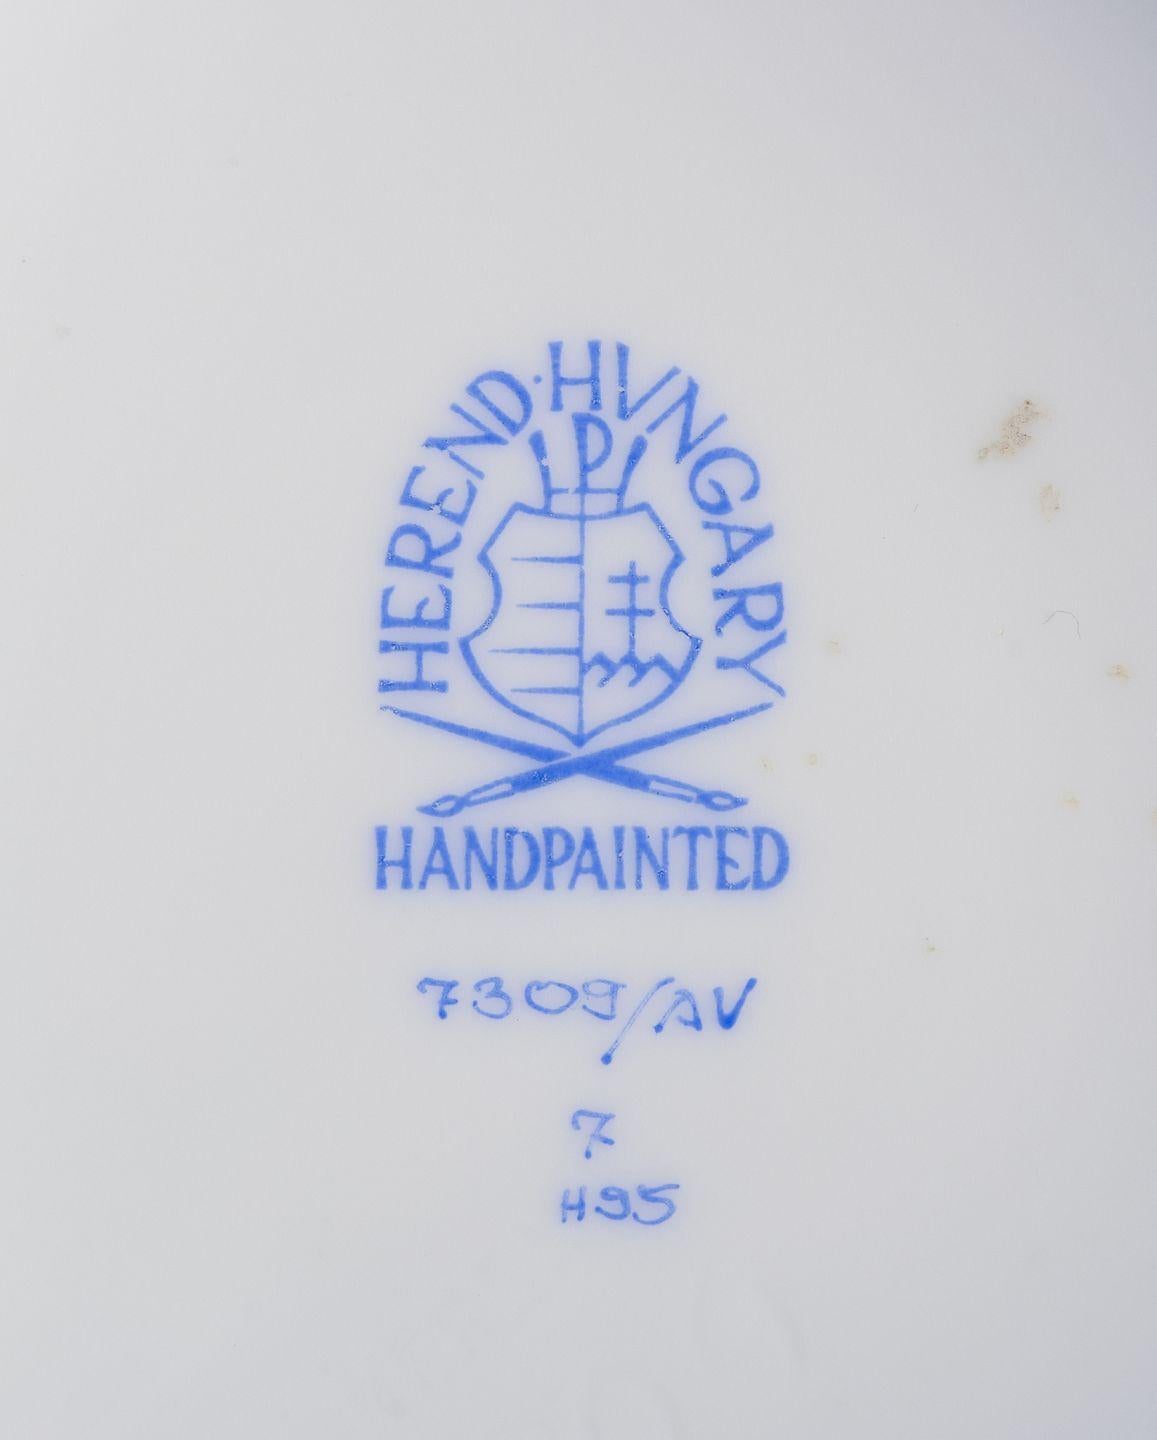 HEREND·HVNGARY
P
HANDPAINTED
7309/AV
7
H95